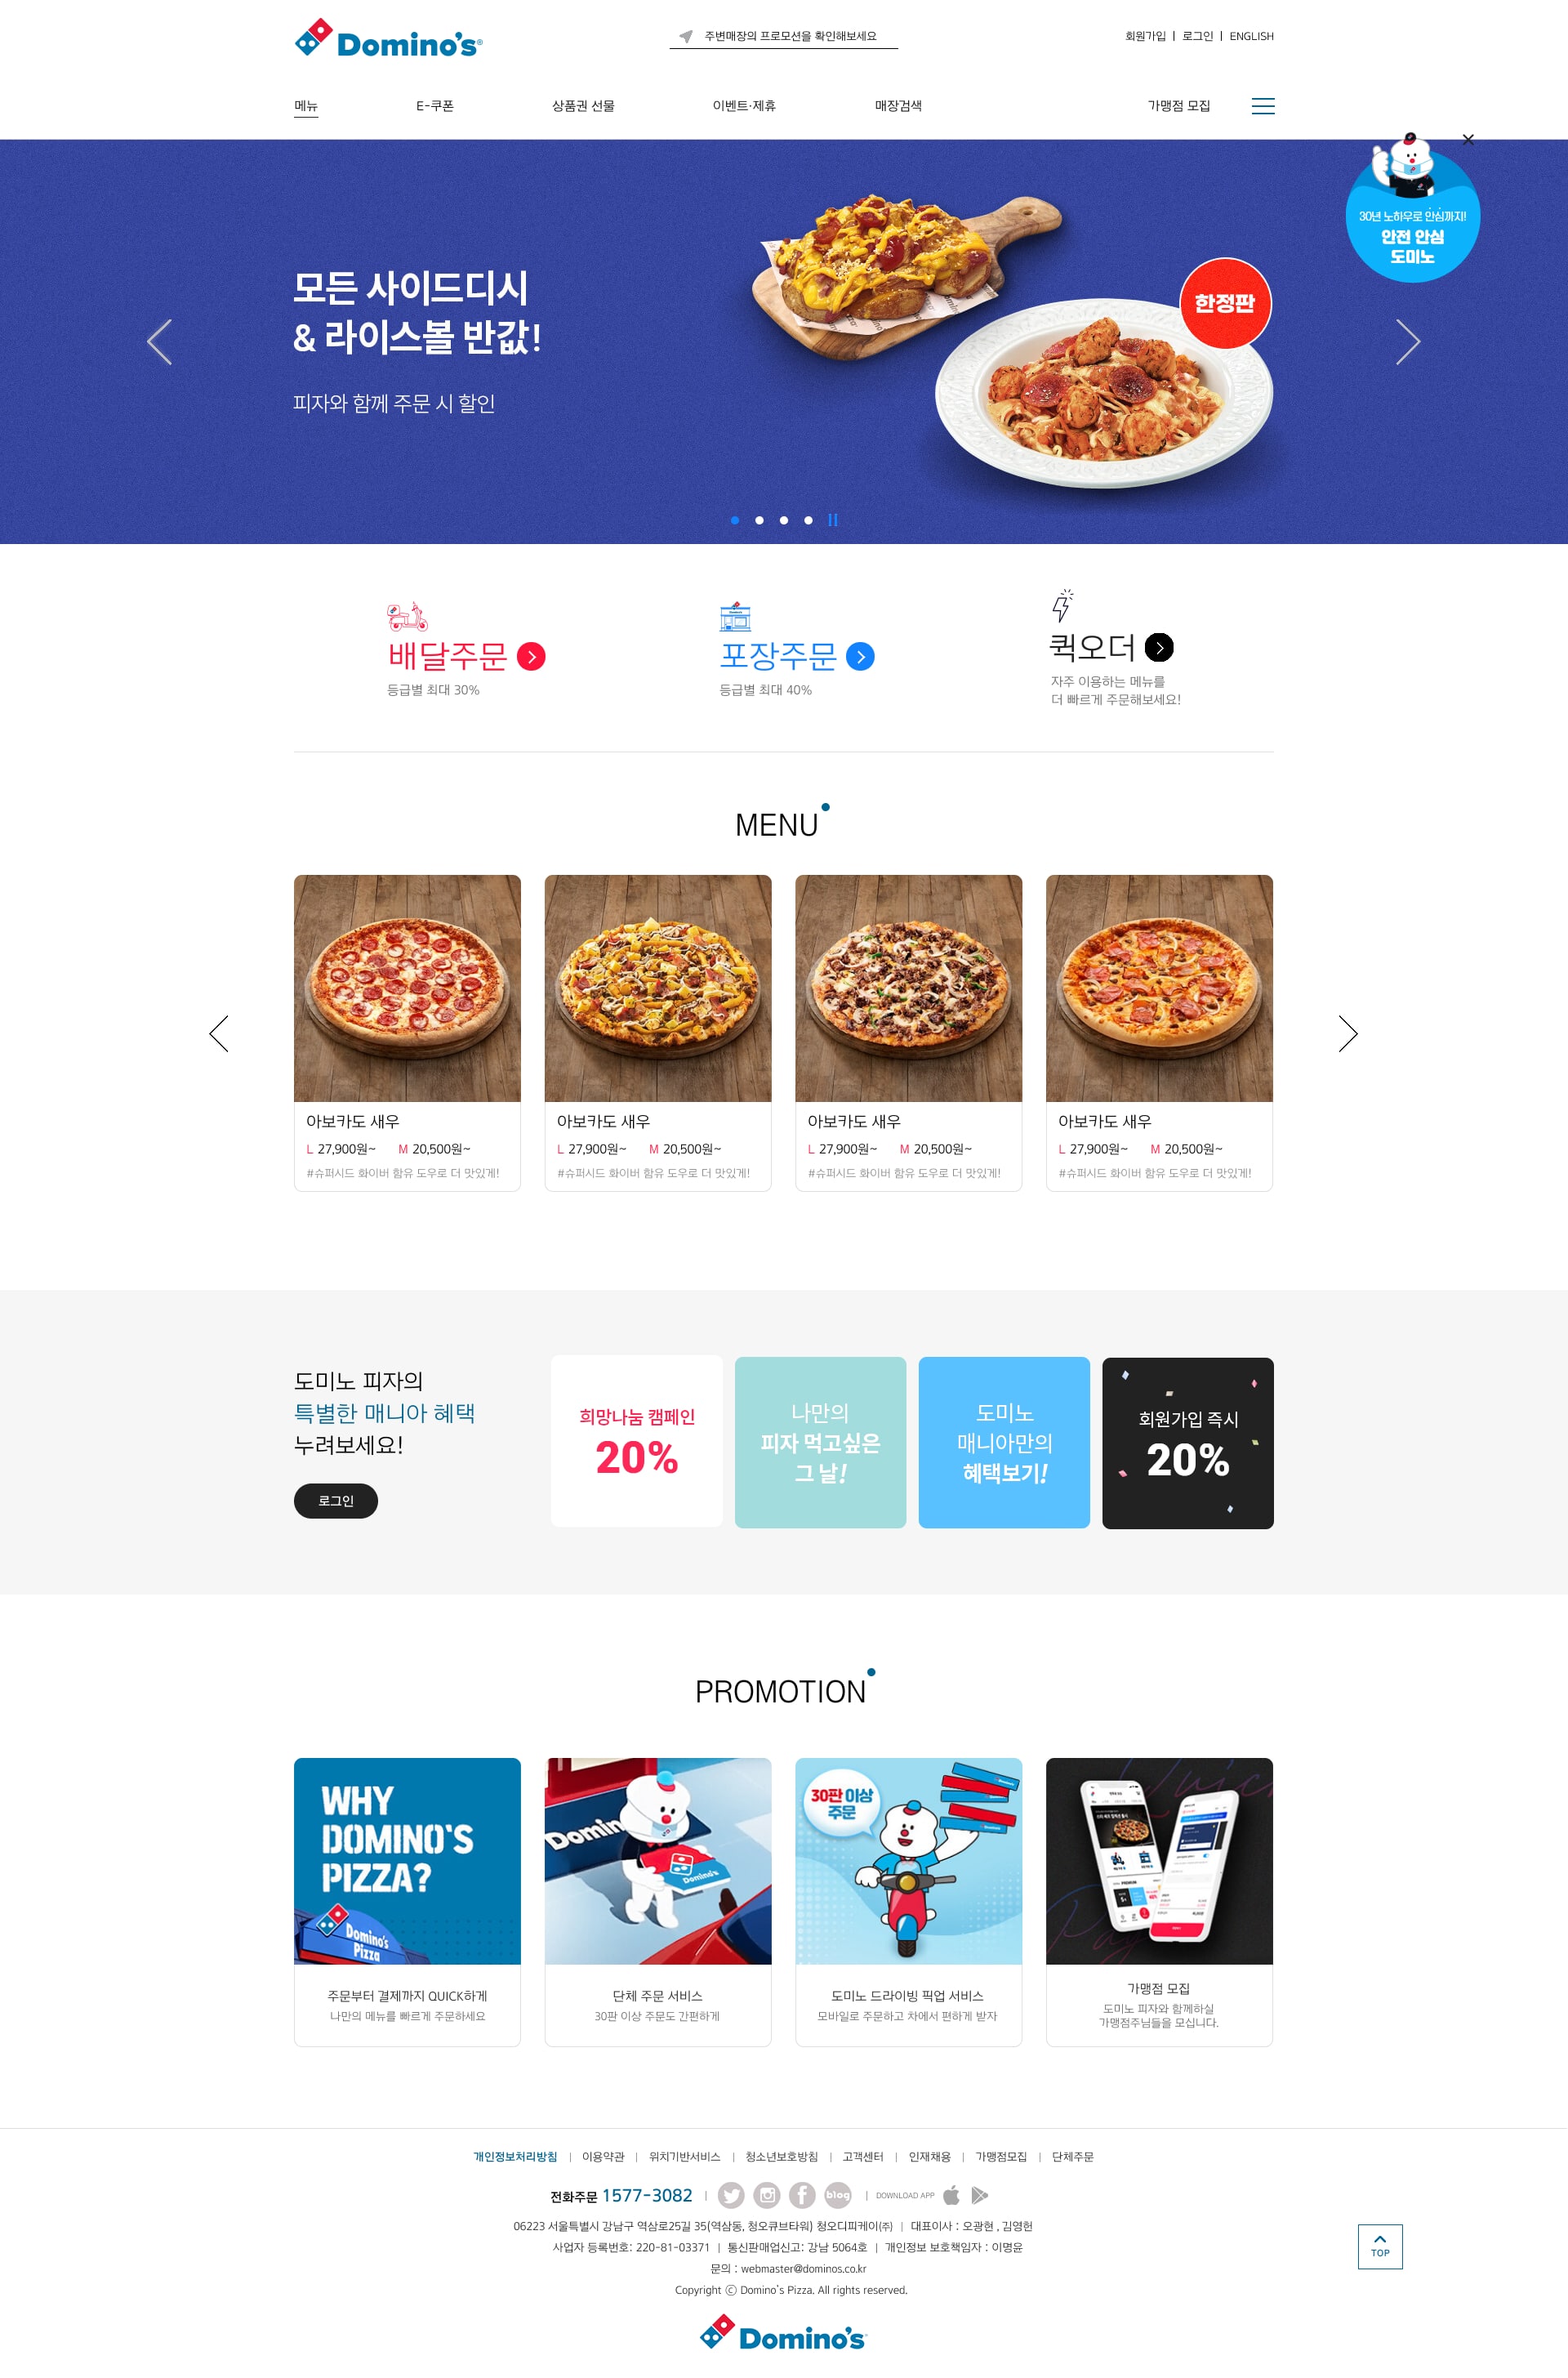 Domino's®
주변매장의 프로모션을 확인해보세요
회원가입 | 로그인 | ENGLISH
메뉴
E-쿠폰
상품권 선물
이벤트·제휴
매장검색
가맹점 모집
30년 노하우로 안심까지!
안전 안심
도미노
모든 사이드디시
& 라이스볼 반값!
피자와 함께 주문 시 할인
한정판
배달주문
등급별 최대 30%
포장주문
등급별 최대 40%
퀵오더
자주 이용하는 메뉴를
더 빠르게 주문해보세요!
MENU
아보카도 새우
L 27,900원~ M 20,500원~
#슈퍼시드 화이버 함유 도우로 더 맛있게!
아보카도 새우
L 27,900원~ M 20,500원~
#슈퍼시드 화이버 함유 도우로 더 맛있게!
아보카도 새우
L 27,900원~ M 20,500원~
#슈퍼시드 화이버 함유 도우로 더 맛있게!
아보카도 새우
L 27,900원~ M 20,500원~
#슈퍼시드 화이버 함유 도우로 더 맛있게!
도미노 피자의
특별한 매니아 혜택
누려보세요!
로그인
희망나눔 캠페인
20%
나만의
피자 먹고싶은
그 날!
도미노
매니아만의
혜택보기!
회원가입 즉시
20%
PROMOTION
WHY
DOMINO'S
PIZZA?
Domino's
Pizza
주문부터 결제까지 QUICK하게
나만의 메뉴를 빠르게 주문하세요
Domin
Domino's
단체 주문 서비스
30판 이상 주문도 간편하게
30판 이상
주문
도미노 드라이빙 픽업 서비스
모바일로 주문하고 차에서 편하게 받자
가맹점 모집
도미노 피자와 함께하실
가맹점주님들을 모십니다.
개인정보처리방침 | 이용약관 | 위치기반서비스 | 청소년보호방침 | 고객센터 | 인재채용 | 가맹점모집 | 단체주문
전화주문 1577-3082 | blog | DOWNLOAD APP
06223 서울특별시 강남구 역삼로25길 35(역삼동, 청오큐브타워) 청오디피케이㈜ | 대표이사 : 오광현 , 김영헌
사업자 등록번호: 220-81-03371 | 통신판매업신고: 강남 5064호 | 개인정보 보호책임자 : 이명윤
문의 : webmaster@dominos.co.kr
Copyright ⓒ Domino's Pizza. All rights reserved.
TOP
Domino's